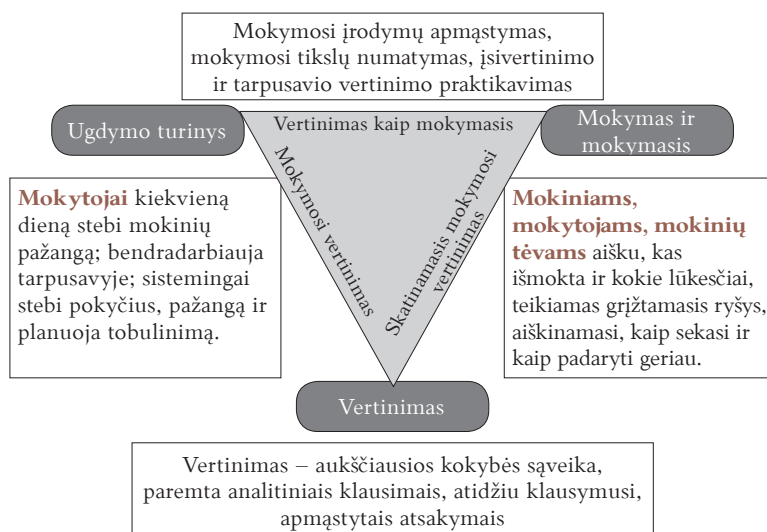 Mokymosi įrodymų apmąstymas,
mokymosi tikslų numatymas, įsivertinimo
ir tarpusavio vertinimo praktikavimas
Ugdymo turinys
Vertinimas kaip mokymasis
Mokymas ir
mokymasis
Mokymosi vertinimas
Skatinamasis mokymosi
vertinimas
Mokytojai kiekvieną
dieną stebi mokinių
pažangą; bendradarbiauja
tarpusavyje; sistemingai
stebi pokyčius, pažangą ir
planuoja tobulinimą.
Mokiniams,
mokytojams, mokinių
tėvams aišku, kas
išmokta ir kokie lūkesčiai,
teikiamas grįžtamasis ryšys,
aiškinamasi, kaip sekasi ir
kaip padaryti geriau.
Vertinimas
Vertinimas – aukščiausios kokybės sąveika,
paremta analitiniais klausimais, atidžiu klausymusi,
apmąstytais atsakymais